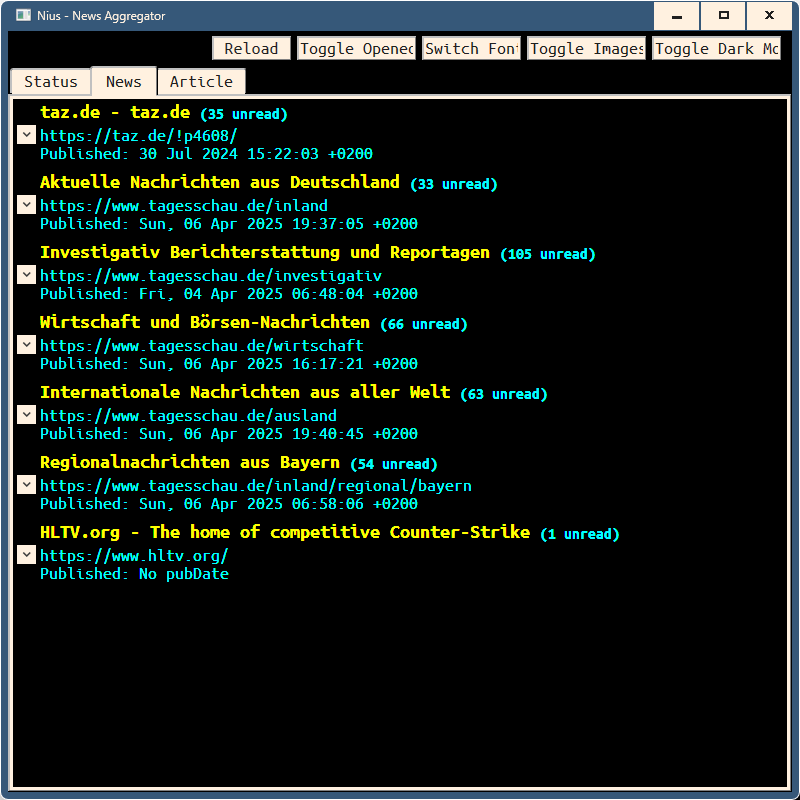 Nius - News Aggregator
Reload Toggle Opened Switch Font Toggle Images Toggle Dark Mo
Status News Article
taz.de - taz.de (35 unread)
https://taz.de/!p4608/
Published: 30 Jul 2024 15:22:03 +0200
Aktuelle Nachrichten aus Deutschland (33 unread)
https://www.tagesschau.de/inland
Published: Sun, 06 Apr 2025 19:37:05 +0200
Investigativ Berichterstattung und Reportagen (105 unread)
https://www.tagesschau.de/investigativ
Published: Fri, 04 Apr 2025 06:48:04 +0200
Wirtschaft und Börsen-Nachrichten (66 unread)
https://www.tagesschau.de/wirtschaft
Published: Sun, 06 Apr 2025 16:17:21 +0200
Internationale Nachrichten aus aller Welt (63 unread)
https://www.tagesschau.de/ausland
Published: Sun, 06 Apr 2025 19:40:45 +0200
Regionalnachrichten aus Bayern (54 unread)
https://www.tagesschau.de/inland/regional/bayern
Published: Sun, 06 Apr 2025 06:58:06 +0200
HLTV.org - The home of competitive Counter-Strike (1 unread)
https://www.hltv.org/
Published: No pubDate